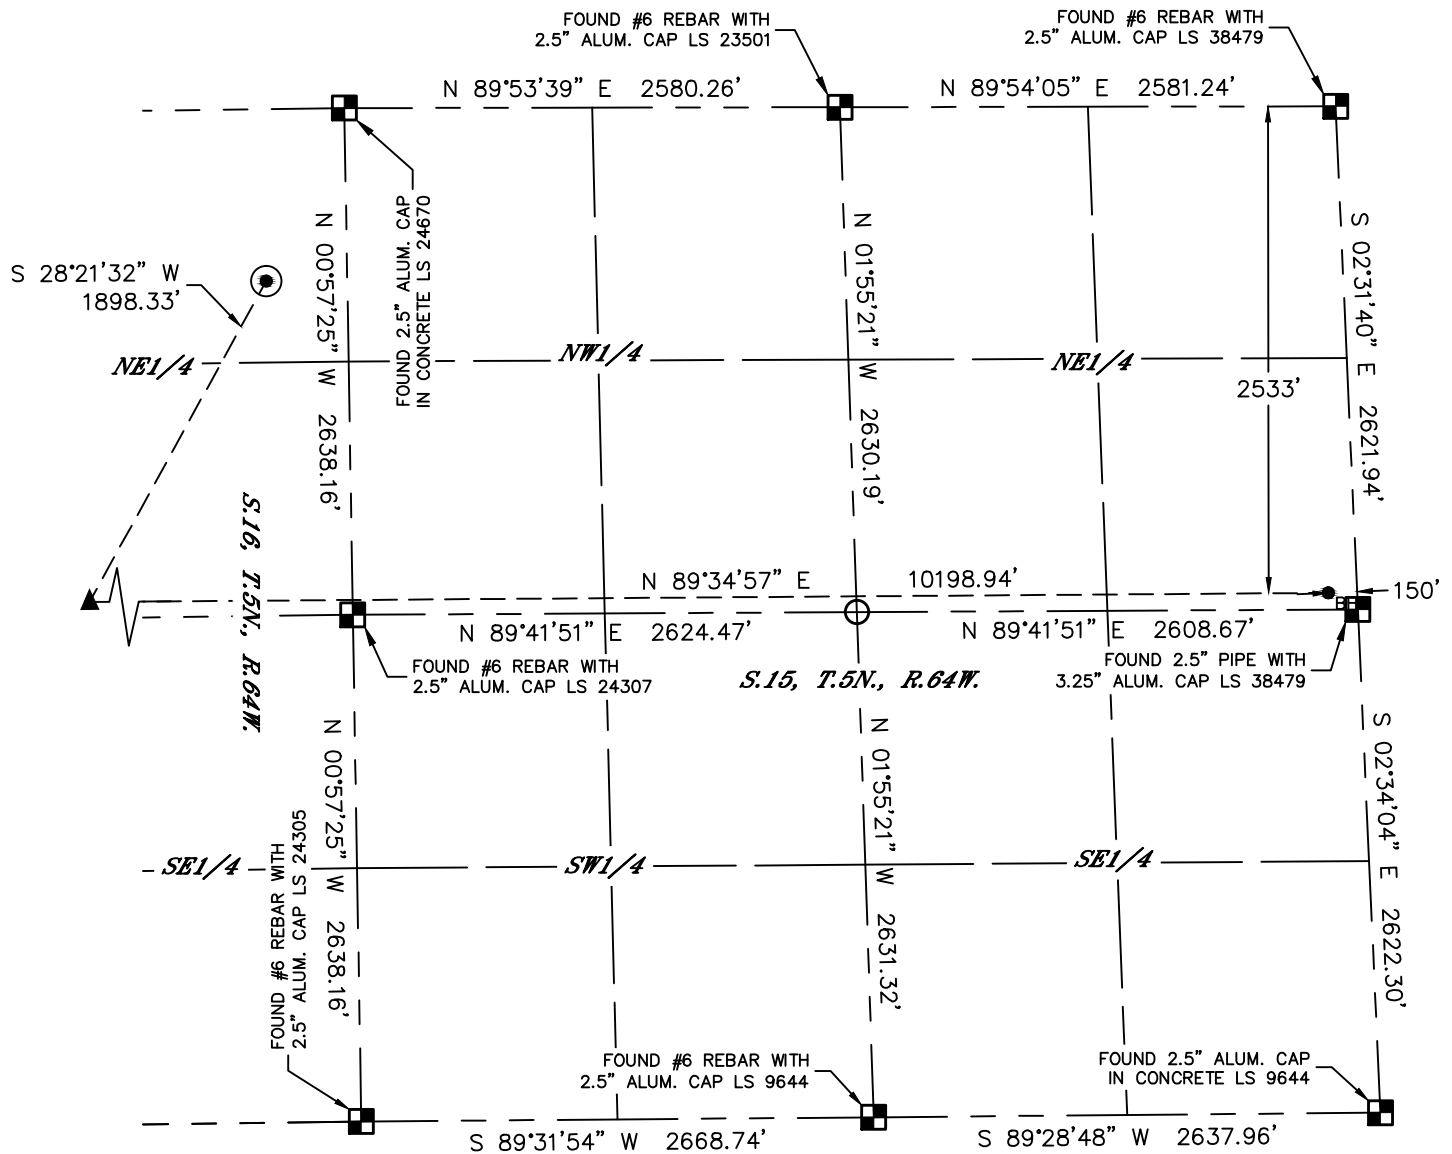 FOUND #6 REBAR WITH
2.5" ALUM. CAP LS 23501
FOUND #6 REBAR WITH
2.5" ALUM. CAP LS 38479
N 89°53'39" E 2580.26'
N 89°54'05" E 2581.24'
FOUND 2.5" ALUM. CAP
IN CONCRETE LS 24670
S 28°21'32" W
1898.33'
N 00°57'25" W 2638.16'
N 01°55'21" W 2630.19'
S 02°31'40" E 2621.94'
NE1/4
NW1/4
NE1/4
2533'
S.16, T.5N., R.64W.
N 89°34'57" E 10198.94'
150'
N 89°41'51" E 2624.47'
N 89°41'51" E 2608.67'
FOUND #6 REBAR WITH
2.5" ALUM. CAP LS 24307
S.15, T.5N., R.64W.
FOUND 2.5" PIPE WITH
3.25" ALUM. CAP LS 38479
N 00°57'25" W 2638.16'
N 01°55'21" W 2631.32'
S 02°34'04" E 2622.30'
SE1/4
SW1/4
SE1/4
FOUND #6 REBAR WITH
2.5" ALUM. CAP LS 24305
FOUND #6 REBAR WITH
2.5" ALUM. CAP LS 9644
FOUND 2.5" ALUM. CAP
IN CONCRETE LS 9644
S 89°31'54" W 2668.74'
S 89°28'48" W 2637.96'